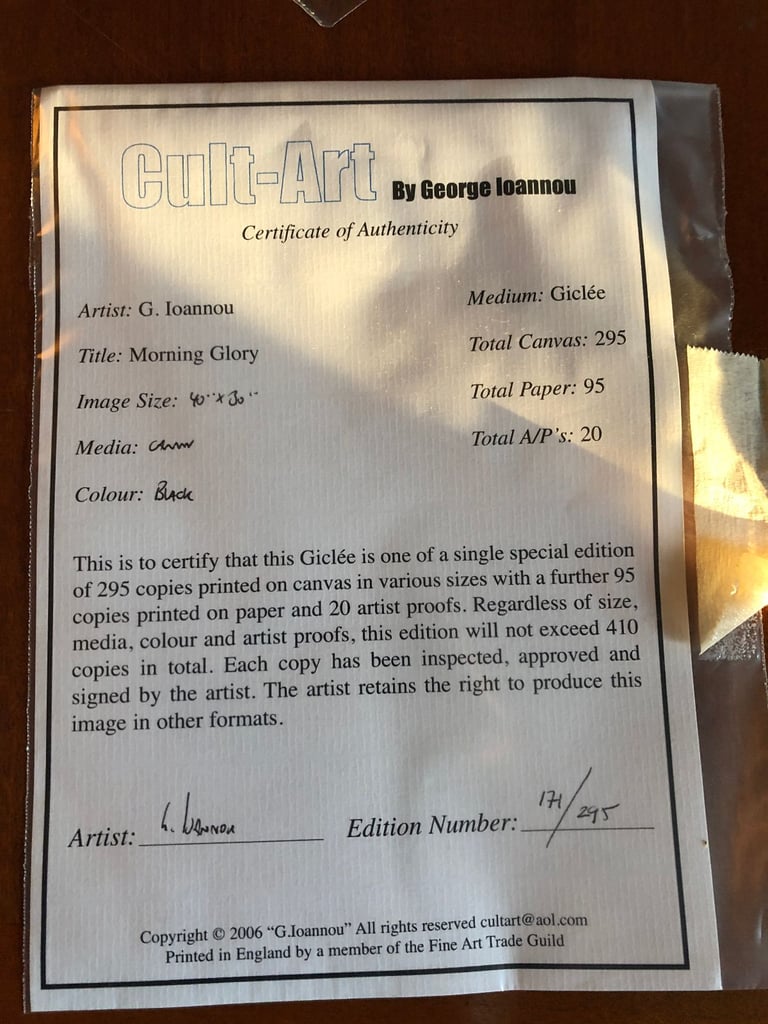 Cult-Art By George Ioannou
Certificate of Authenticity
Artist: G. Ioannou
Medium: Giclée
Title: Morning Glory
Total Canvas: 295
Image Size: 40" x 30"
Total Paper: 95
Media:
Total A/P's: 20
Colour: Black
This is to certify that this Giclée is one of a single special edition
of 295 copies printed on canvas in various sizes with a further 95
copies printed on paper and 20 artist proofs. Regardless of size,
media, colour and artist proofs, this edition will not exceed 410
copies in total. Each copy has been inspected, approved and
signed by the artist. The artist retains the right to produce this
image in other formats.
Artist: G. Ioannou Edition Number: 171/295
Copyright © 2006 “G.Ioannou” All rights reserved cultart@aol.com
Printed in England by a member of the Fine Art Trade Guild